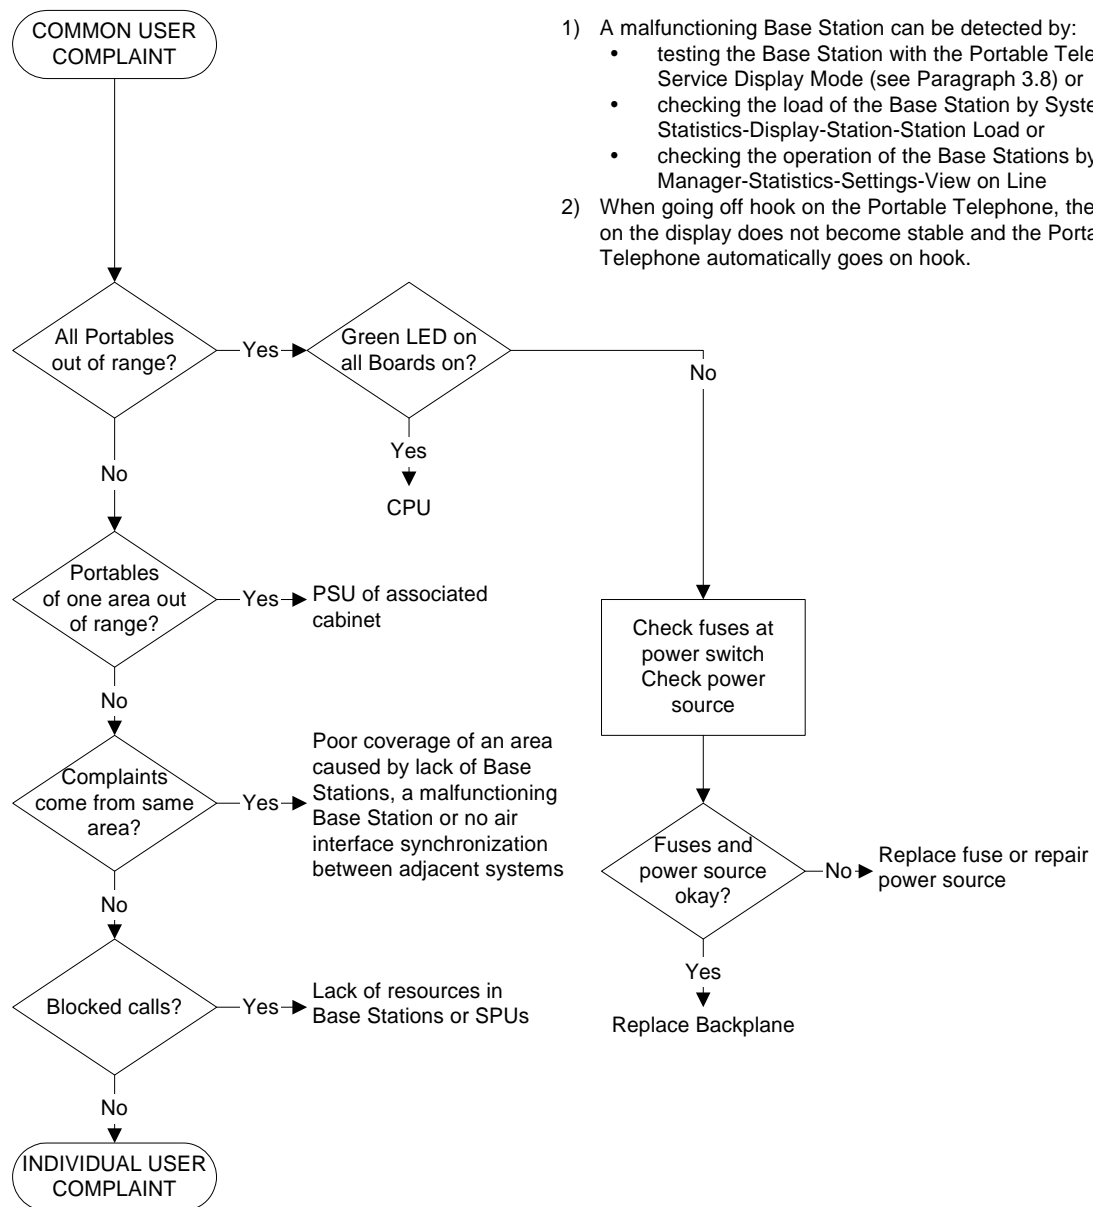 COMMON USER
COMPLAINT
1) A malfunctioning Base Station can be detected by:
• testing the Base Station with the Portable
Service Display Mode (see Paragraph 3.8) or
• checking the load of the Base Station by
Statistics-Display-Station-Station Load or
• checking the operation of the Base Stations by
Manager-Statistics-Settings-View on Line
2) When going off hook on the Portable Telephone, the
on the display does not become stable and the
Telephone automatically goes on hook.
All Portables
out of range?
Yes
Green LED on
all Boards on?
No
Yes
CPU
No
Portables
of one area out
of range?
Yes
PSU of associated
cabinet
No
Complaints
come from same
area?
Yes
Poor coverage of an area
caused by lack of Base
Stations, a malfunctioning
Base Station or no air
interface synchronization
between adjacent systems
No
Blocked calls?
Yes
Lack of resources in
Base Stations or SPUs
No
INDIVIDUAL USER
COMPLAINT
Check fuses at
power switch
Check power
source
Fuses and
power source
okay?
No
Replace fuse or repair
power source
Yes
Replace Backplane